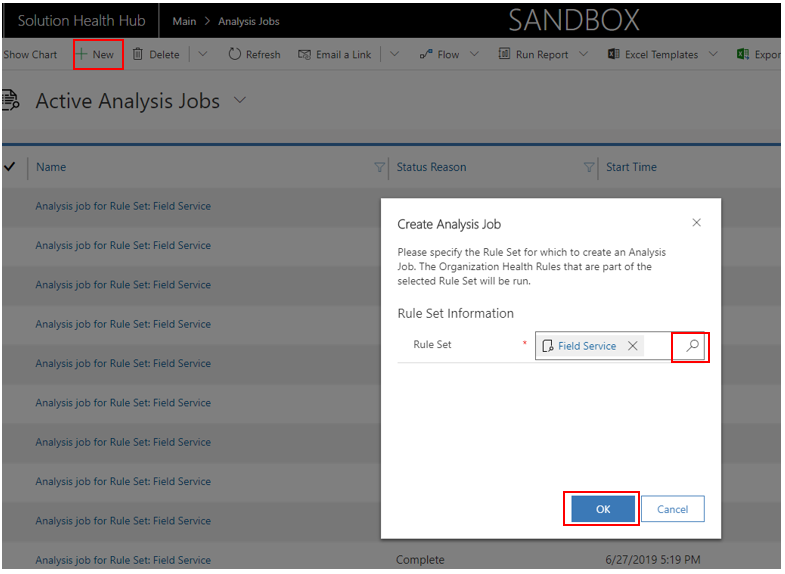 Solution Health Hub Main > Analysis Jobs SANDBOX
Show Chart + New Delete Refresh Email a Link Flow Run Report Excel Templates Expor
Active Analysis Jobs
Name Status Reason Start Time
Analysis job for Rule Set: Field Service
Analysis job for Rule Set: Field Service
Analysis job for Rule Set: Field Service
Analysis job for Rule Set: Field Service
Analysis job for Rule Set: Field Service
Analysis job for Rule Set: Field Service
Analysis job for Rule Set: Field Service
Analysis job for Rule Set: Field Service
Analysis job for Rule Set: Field Service
Analysis job for Rule Set: Field Service Complete 6/27/2019 5:19 PM
Create Analysis Job
Please specify the Rule Set for which to create an Analysis
Job. The Organization Health Rules that are part of the
selected Rule Set will be run.
Rule Set Information
Rule Set * Field Service
OK Cancel